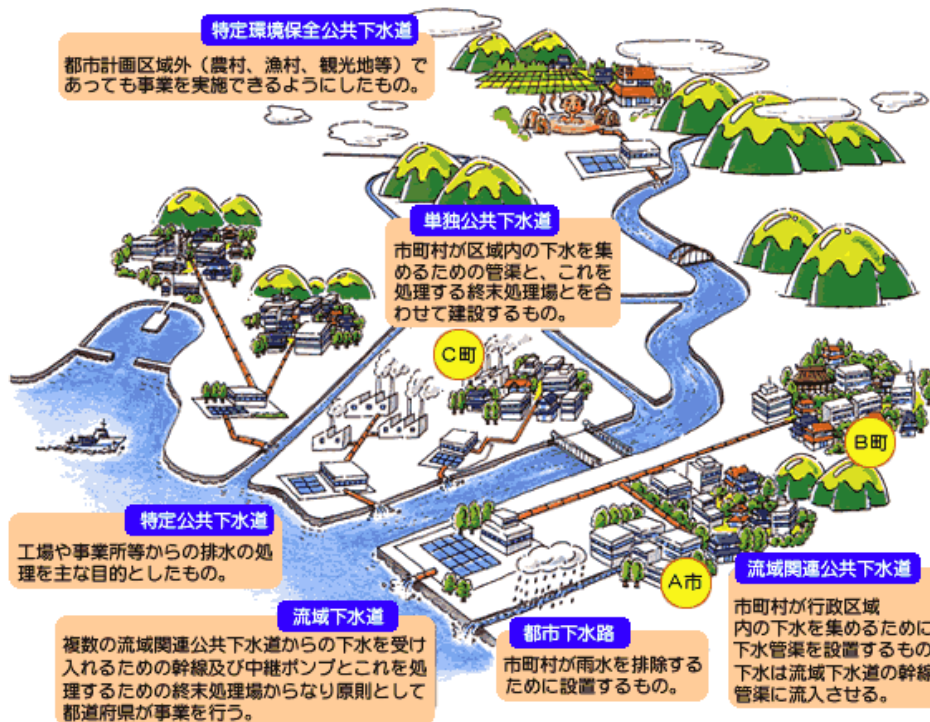 特定環境保全公共下水道
都市計画区域外（農村、漁村、観光地等）で
あっても事業を実施できるようにしたもの。
単独公共下水道
市町村が区域内の下水を集
めるための管渠と、これを
処理する終末処理場とを合
わせて建設するもの。
C町
B町
A市
特定公共下水道
工場や事業所等からの排水の処
理を主な目的としたもの。
流域下水道
複数の流域関連公共下水道からの下水を受け
入れるための幹線及び中継ポンプとこれを処
理するための終末処理場からなり原則として
都道府県が事業を行う。
都市下水路
市町村が雨水を排除する
ために設置するもの。
流域関連公共下水道
市町村が行政区域
内の下水を集めるために
下水管渠を設置するもの
下水は流域下水道の幹線
管渠に流入させる。